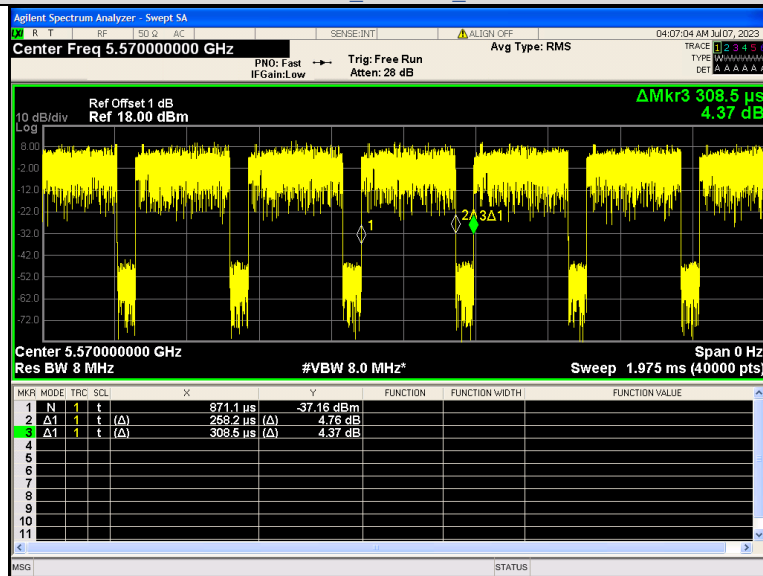 Agilent Spectrum Analyzer - Swept SA
LXI R T RF 50 Ω AC SENSE:INT ALIGN OFF 04:07:04 AM Jul 07, 2023
Center Freq 5.570000000 GHz Avg Type: RMS TRACE 1 2 3 4 5
PNO: Fast Trig: Free Run TYPE W
IFGain:Low Atten: 28 dB DET A A A A A
ΔMkr3 308.5 µs
4.37 dB
Ref Offset 1 dB
10 dB/div Ref 18.00 dBm
Log
8.00
-2.00
-12.0
-22.0
1 2Δ 3Δ1
-32.0
-42.0
-52.0
-62.0
-72.0
Center 5.570000000 GHz Span 0 Hz
Res BW 8 MHz #VBW 8.0 MHz* Sweep 1.975 ms (40000 pts)
MKR MODE TRC SCL X Y FUNCTION FUNCTION WIDTH FUNCTION VALUE
1 N 1 t 871.1 µs -37.16 dBm
2 Δ1 1 t (Δ) 258.2 µs (Δ) 4.76 dB
3 Δ1 1 t (Δ) 308.5 µs (Δ) 4.37 dB
4
5
6
7
8
9
10
11
MSG STATUS